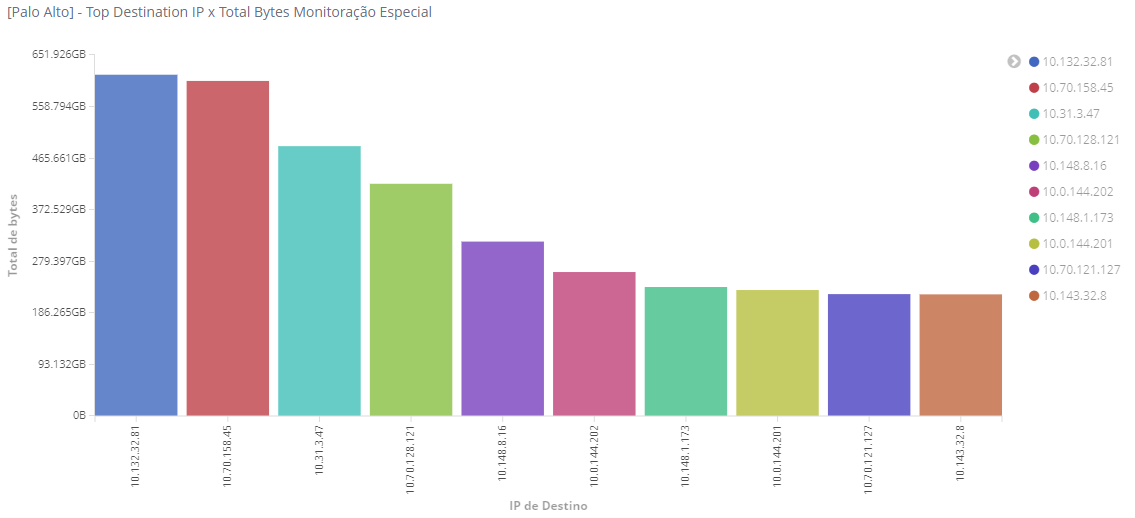 [Palo Alto] - Top Destination IP x Total Bytes Monitoração Especial
651.926GB
558.794GB
465.661GB
372.529GB
279.397GB
186.265GB
93.132GB
0B
Total de bytes
10.132.32.81
10.70.158.45
10.31.3.47
10.70.128.121
10.148.8.16
10.0.144.202
10.148.1.173
10.0.144.201
10.70.121.127
10.143.32.8
IP de Destino
10.132.32.81
10.70.158.45
10.31.3.47
10.70.128.121
10.148.8.16
10.0.144.202
10.148.1.173
10.0.144.201
10.70.121.127
10.143.32.8